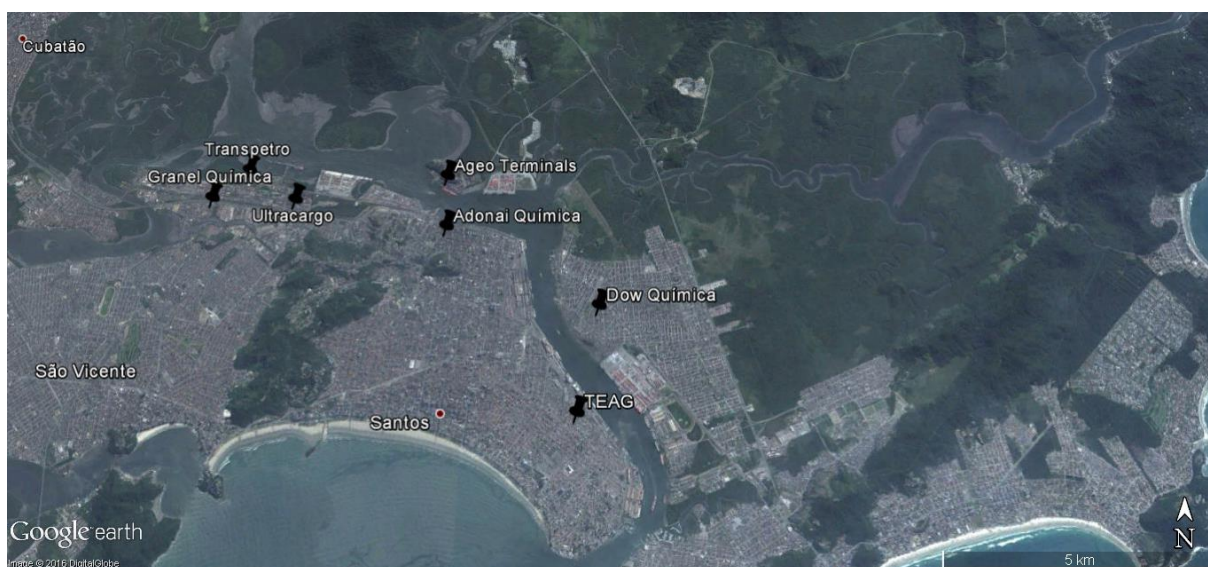 Cubatão
Transpetro
Ageo Terminals
Granel Química
Ultracargo
Adonai Química
Dow Química
São Vicente
TEAG
Santos
Google earth
N
Image © 2016 DigitalGlobe
5 km